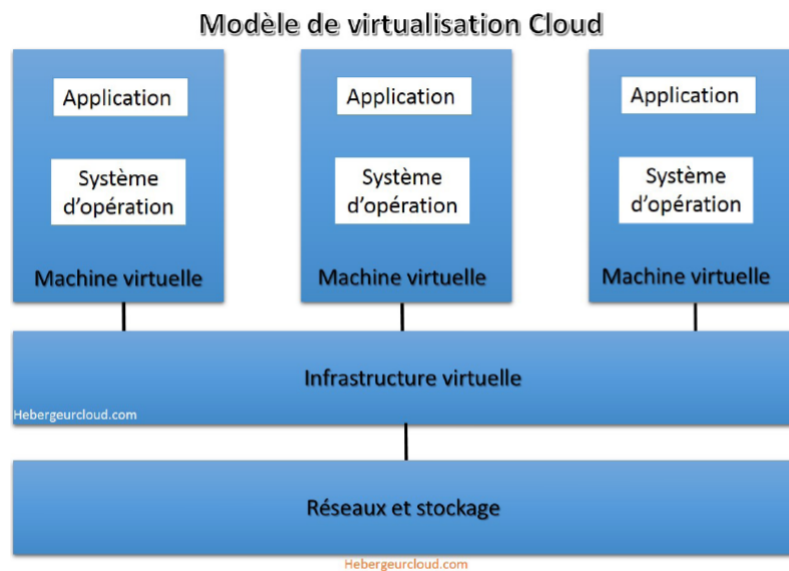 Modèle de virtualisation Cloud
Application
Système
d'opération
Machine virtuelle
Application
Système
d'opération
Machine virtuelle
Application
Système
d'opération
Machine virtuelle
Infrastructure virtuelle
Hebergeurcloud.com
Réseaux et stockage
Hebergeurcloud.com